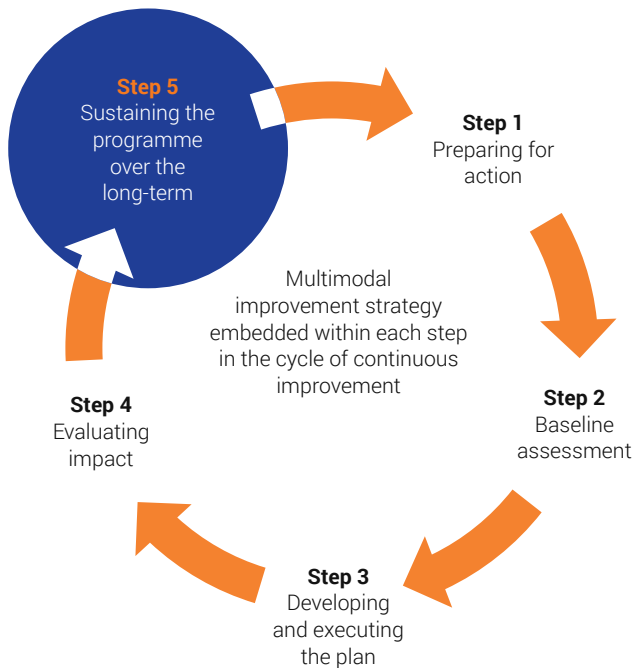 Step 5
Sustaining the
programme
over the
long-term
Step 1
Preparing for
action
Multimodal
improvement strategy
embedded within each step
in the cycle of continuous
improvement
Step 2
Baseline
assessment
Step 4
Evaluating
impact
Step 3
Developing
and executing
the plan